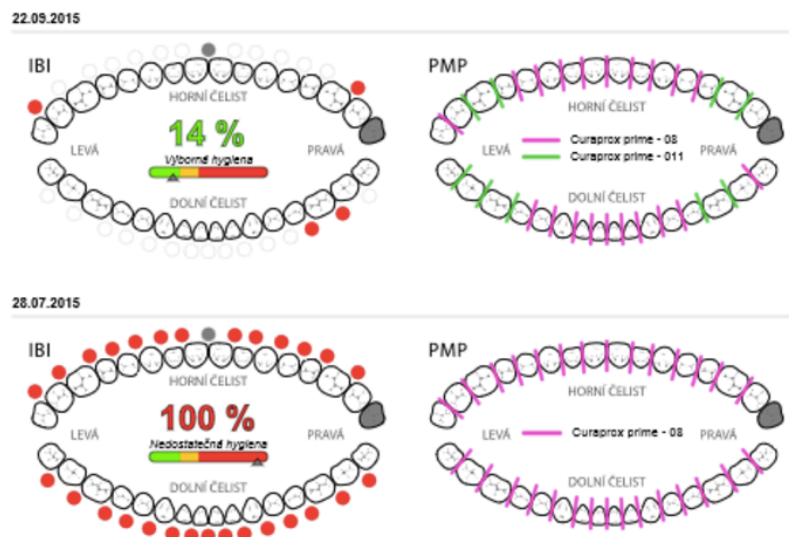 22.09.2015
IBI
HORNÍ ČELIST
14 %
Výborná hygiena
LEVÁ
PRAVÁ
DOLNÍ ČELIST
PMP
HORNÍ ČELIST
Curaprox prime - 08
LEVÁ
PRAVÁ
Curaprox prime - 011
DOLNÍ ČELIST
28.07.2015
IBI
HORNÍ ČELIST
100 %
Nedostatečná hygiena
LEVÁ
PRAVÁ
DOLNÍ ČELIST
PMP
HORNÍ ČELIST
LEVÁ
Curaprox prime - 08
PRAVÁ
DOLNÍ ČELIST